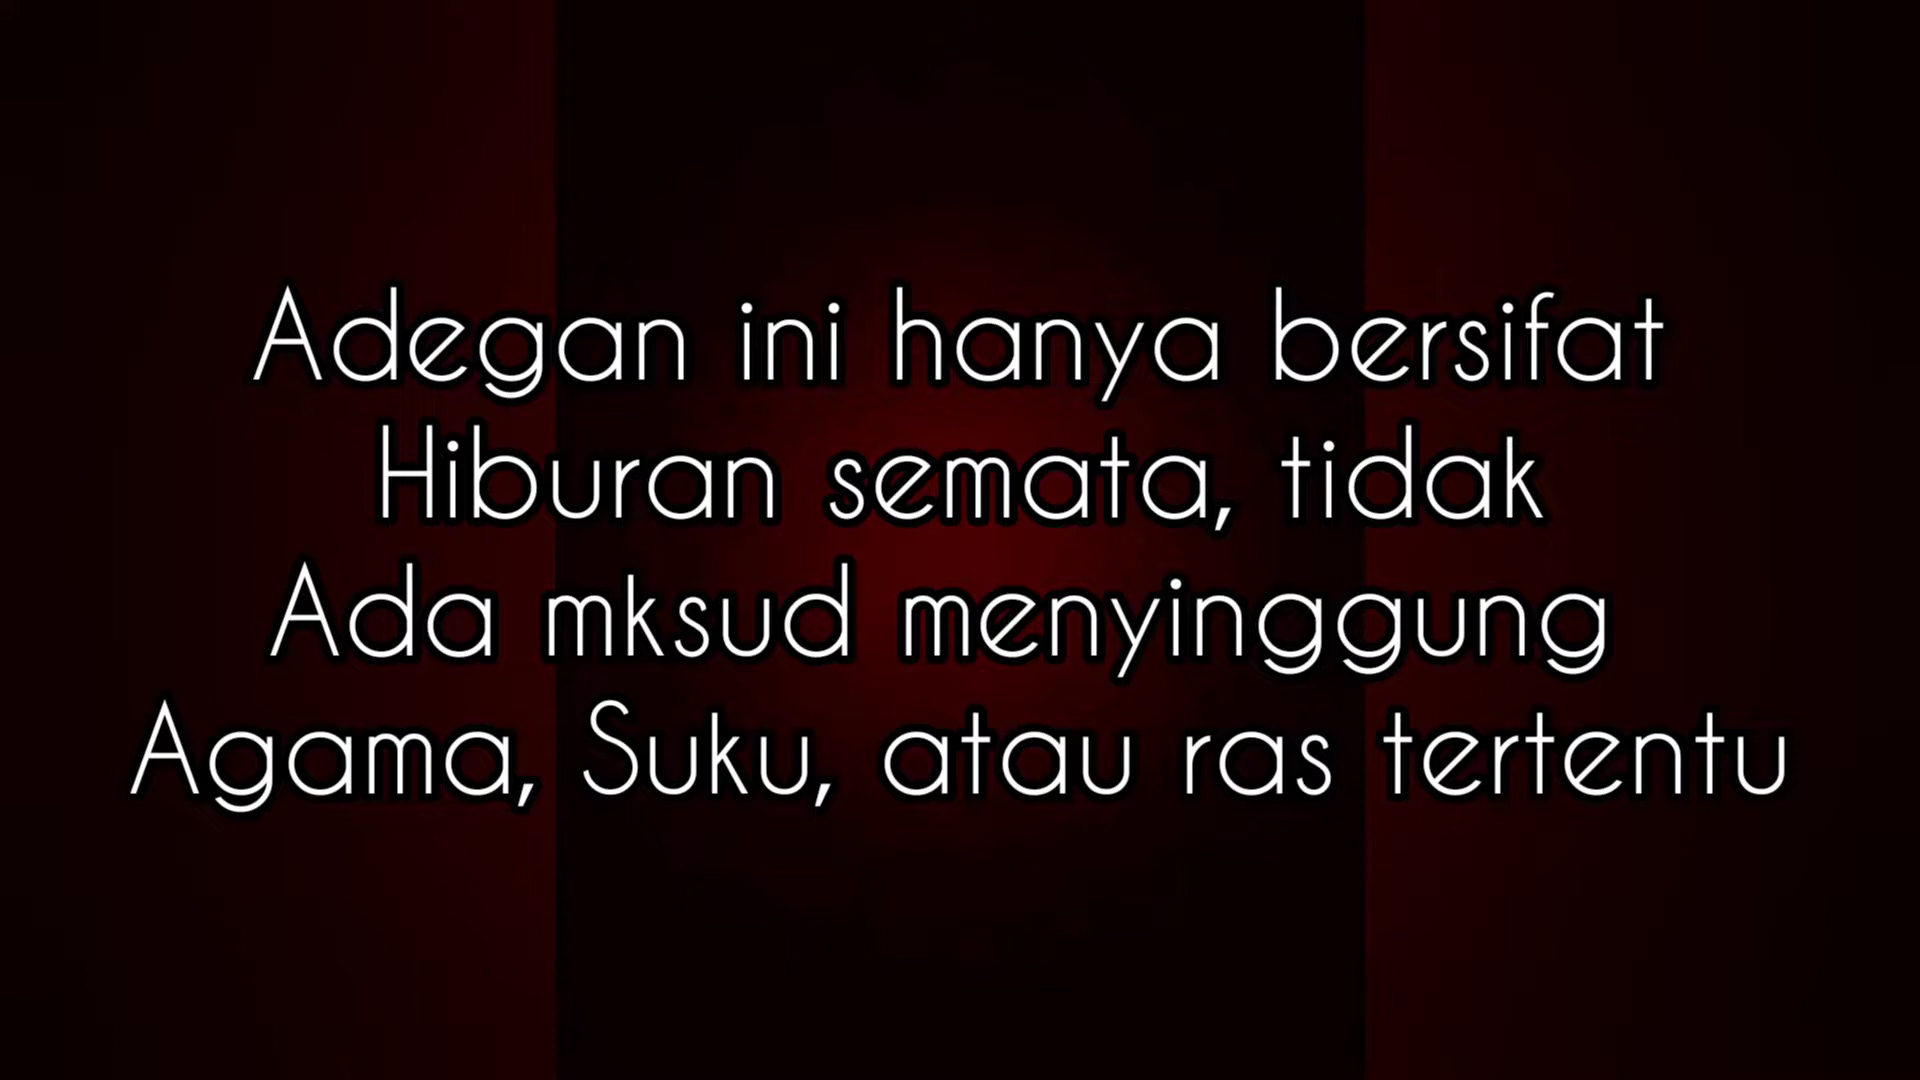 Adegan ini hanya bersifat
Hiburan semata, tidak
Ada mksud menyinggung
Agama, Suku, atau ras tertentu